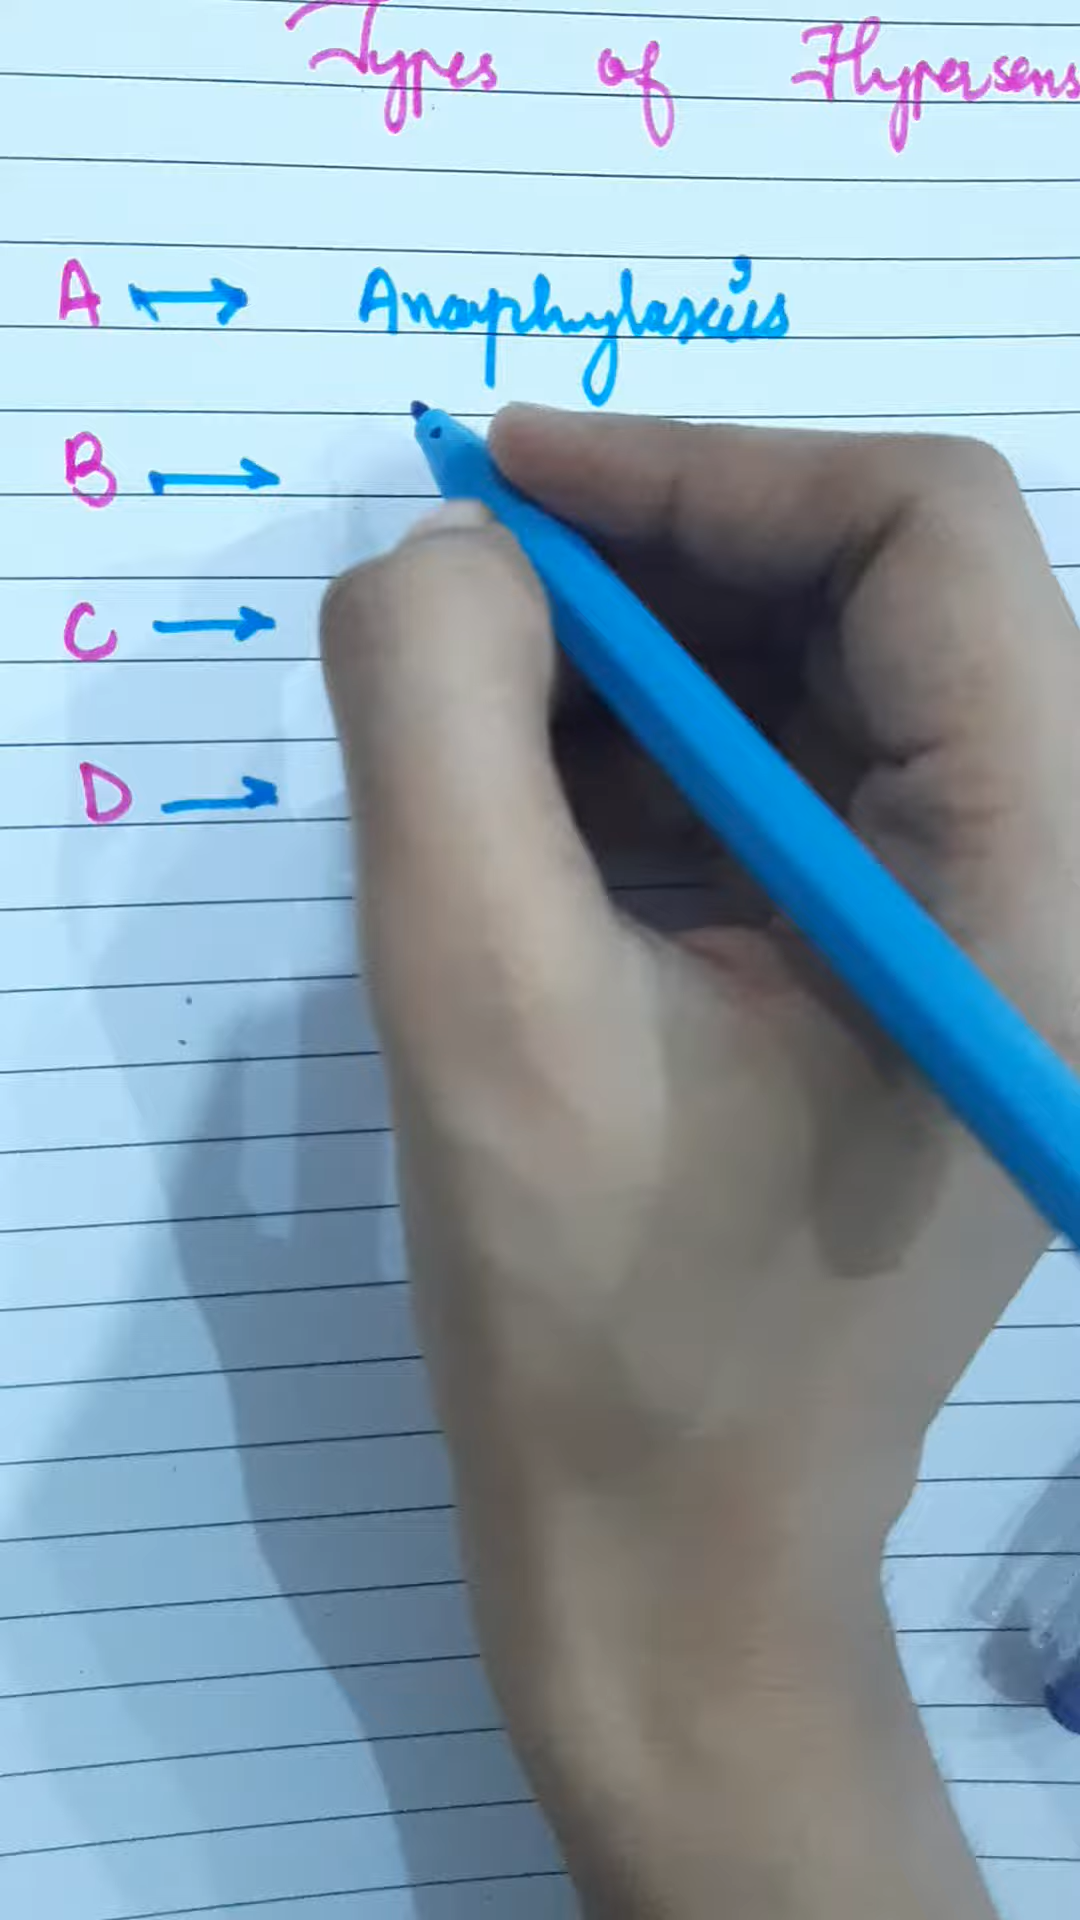 Types of Hypersens
A → Anaphylaxis
B →
C →
D →